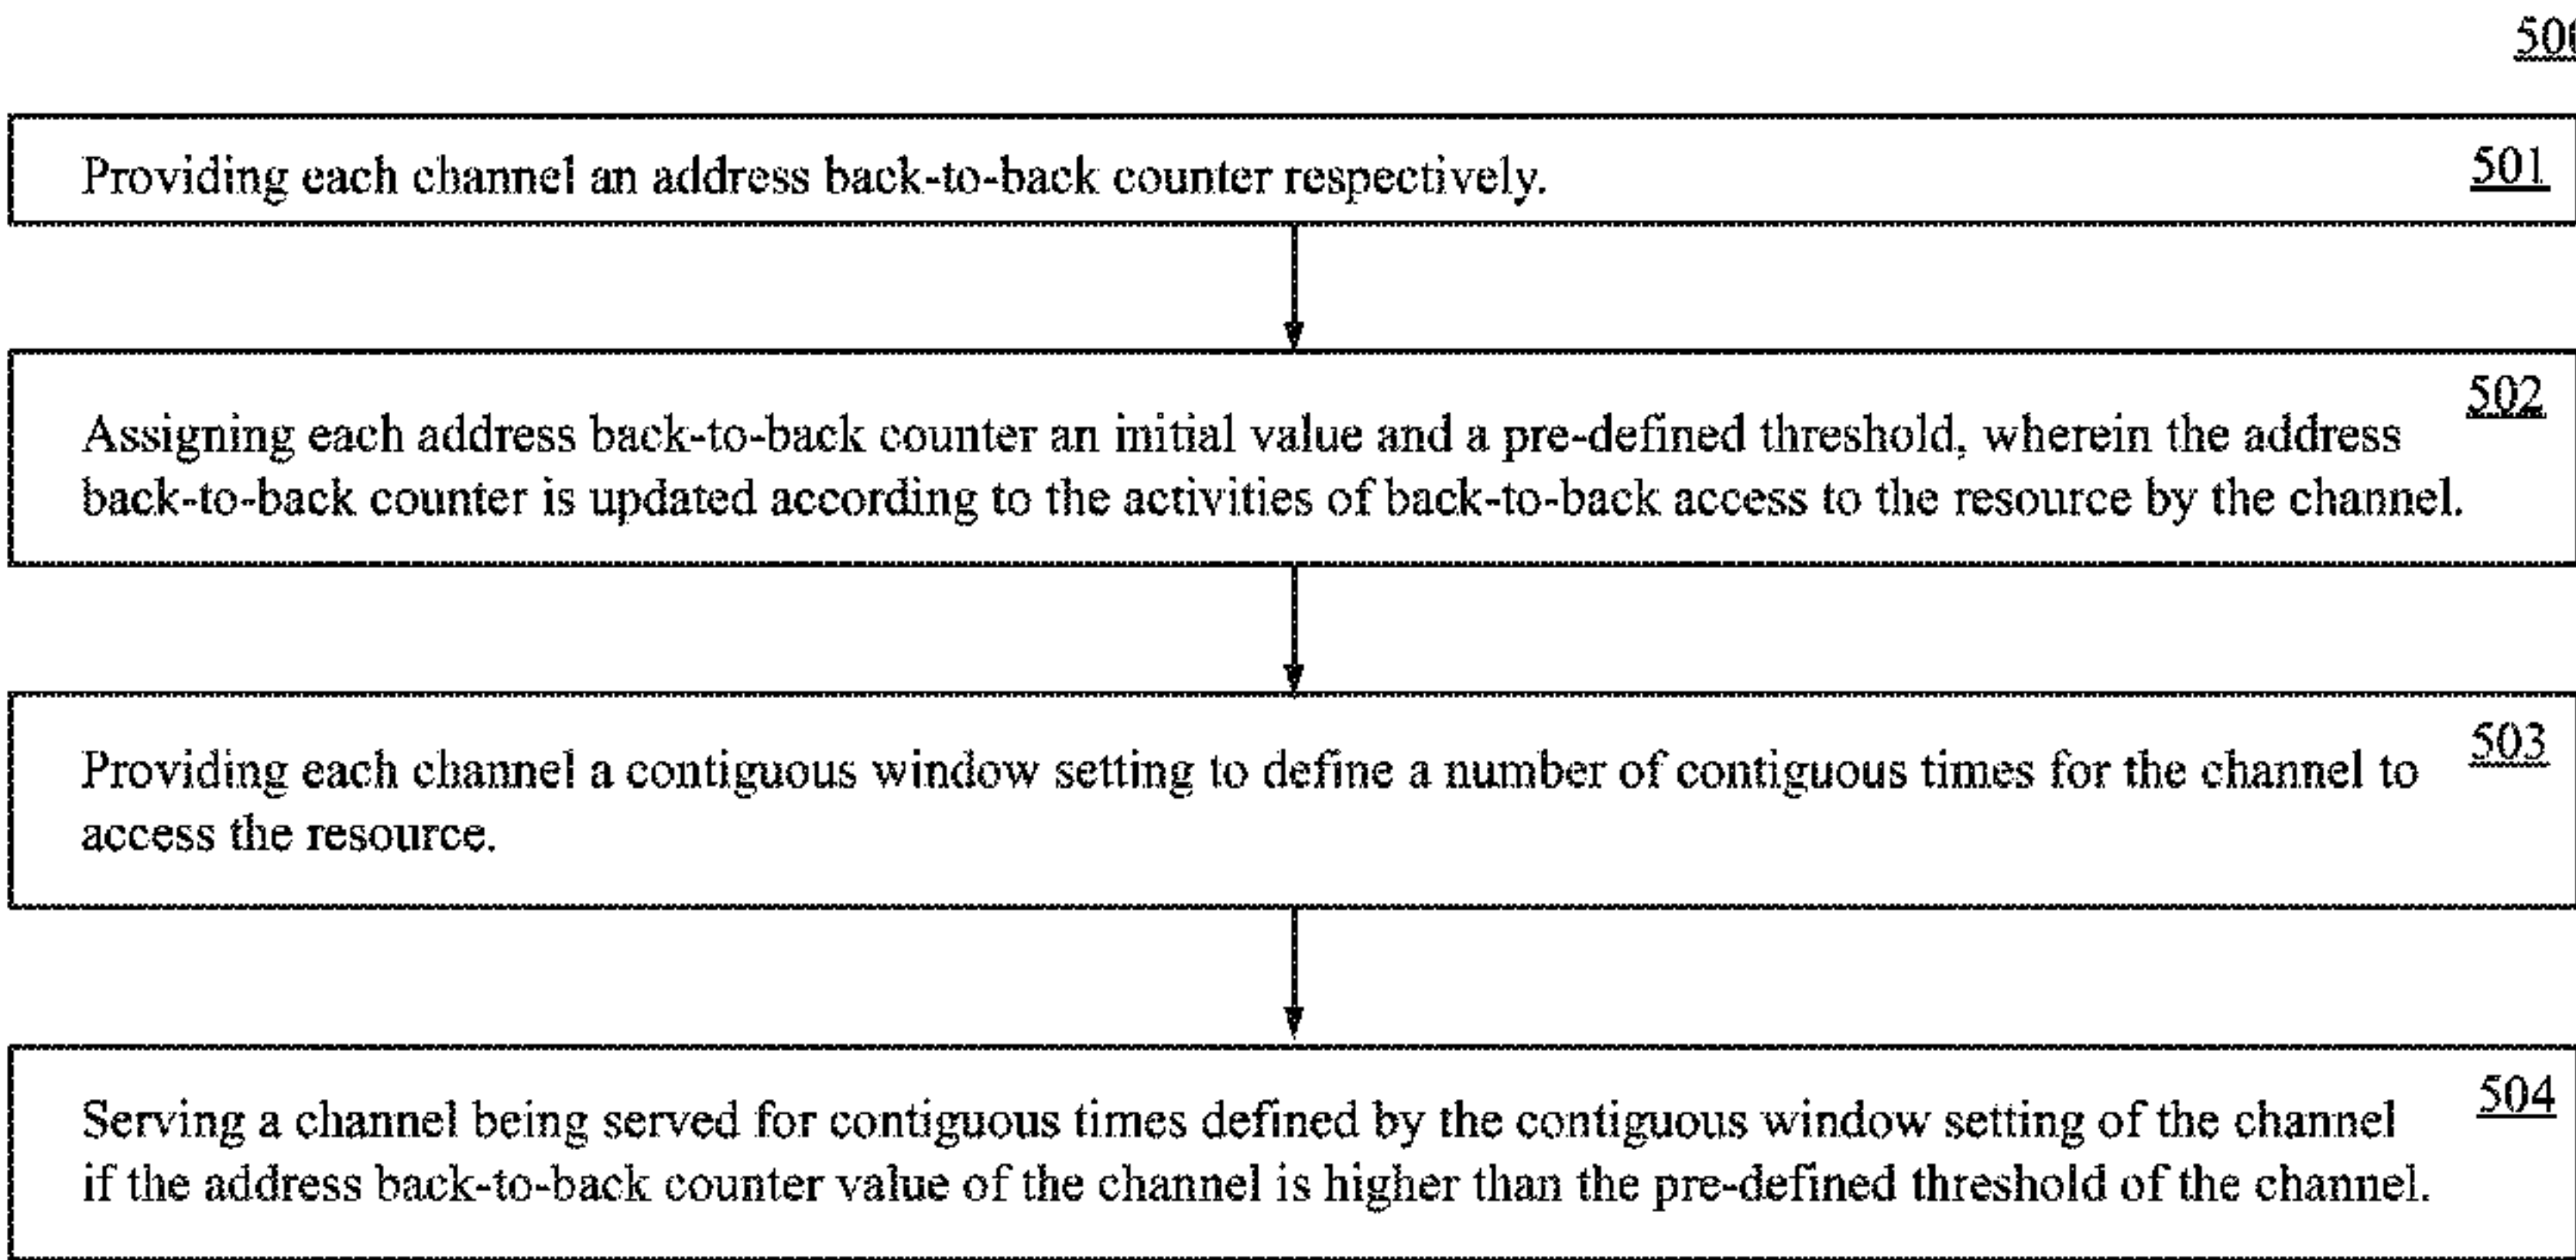 Providing each channel an address back-to-back counter respectively. 501
502
Assigning each address back-to-back counter an initial value and a pre-defined threshold, wherein the address
back-to-back counter is updated according to the activities of back-to-back access to the resource by the channel.
503
Providing each channel a contiguous window setting to define a number of contiguous times for the channel to
access the resource.
504
Serving a channel being served for contiguous times defined by the contiguous window setting of the channel
if the address back-to-back counter value of the channel is higher than the pre-defined threshold of the channel.